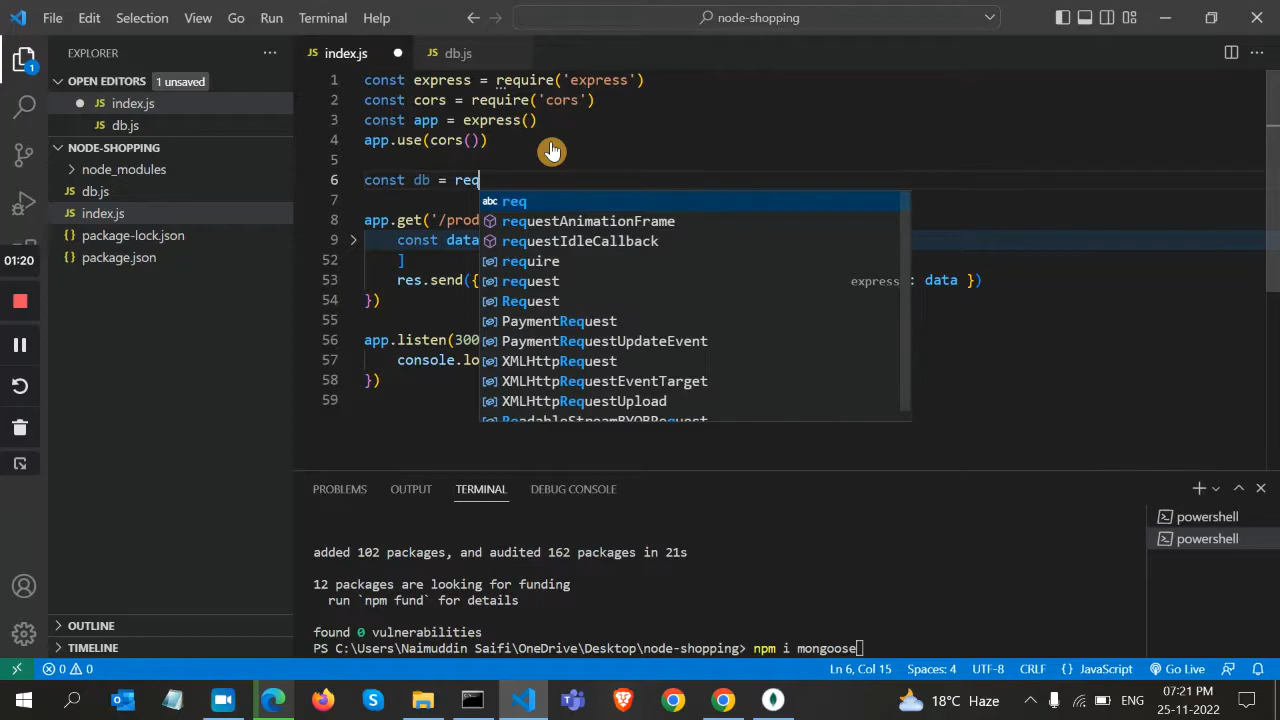 File Edit Selection View Go Run Terminal Help
node-shopping
EXPLORER
OPEN EDITORS 1 unsaved
index.js
db.js
NODE-SHOPPING
node_modules
db.js
index.js
package-lock.json
package.json
OUTLINE
TIMELINE
1
01:20
JS index.js
JS db.js
1 const express = require('express')
2 const cors = require('cors')
3 const app = express()
4 app.use(cors())
5
6 const db = req
7
8 app.get('/prod
9 const data
52 ]
53 res.send({ express : data })
54 })
55
56 app.listen(300
57 console.lo
58 })
59
abc req
requestAnimationFrame
requestIdleCallback
require
request
Request
PaymentRequest
PaymentRequestUpdateEvent
XMLHttpRequest
XMLHttpRequestEventTarget
XMLHttpRequestUpload
ReadableStreamBYOBRequest
PROBLEMS OUTPUT TERMINAL DEBUG CONSOLE
powershell
powershell
added 102 packages, and audited 162 packages in 21s
12 packages are looking for funding
run `npm fund` for details
found 0 vulnerabilities
PS C:\Users\Naimuddin Saifi\OneDrive\Desktop\node-shopping> npm i mongoose
0 0 Ln 6, Col 15 Spaces: 4 UTF-8 CRLF {} JavaScript Go Live
18°C Haze ENG
-21 PM
25-11-2022